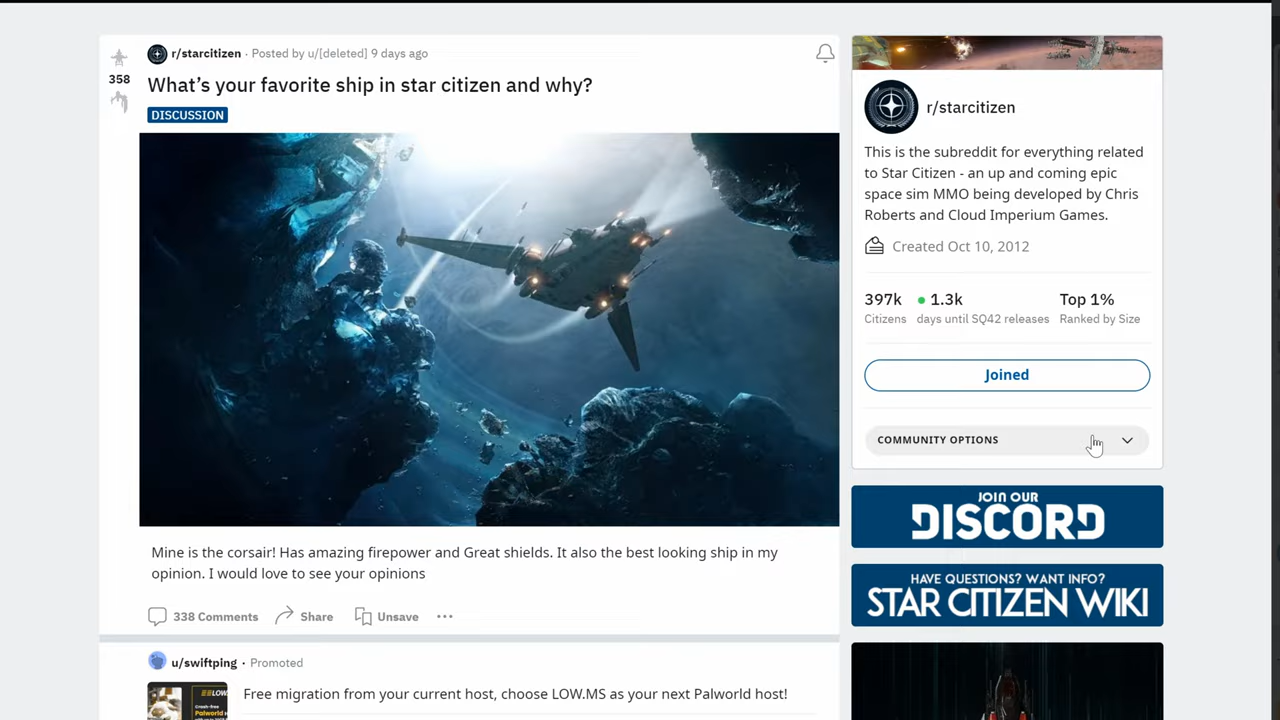 r/starcitizen · Posted by u/[deleted] 9 days ago
358
What's your favorite ship in star citizen and why?
DISCUSSION
Mine is the corsair! Has amazing firepower and Great shields. It also the best looking ship in my
opinion. I would love to see your opinions
338 Comments
Share
Unsave
u/swiftping · Promoted
Free migration from your current host, choose LOW.MS as your next Palworld host!
LOW.
Crash-free
Palworld
r/starcitizen
This is the subreddit for everything related
to Star Citizen - an up and coming epic
space sim MMO being developed by Chris
Roberts and Cloud Imperium Games.
Created Oct 10, 2012
397k 1.3k Top 1%
Citizens days until SQ42 releases Ranked by Size
Joined
COMMUNITY OPTIONS
JOIN OUR
DISCORD
HAVE QUESTIONS? WANT INFO?
STAR CITIZEN WIKI